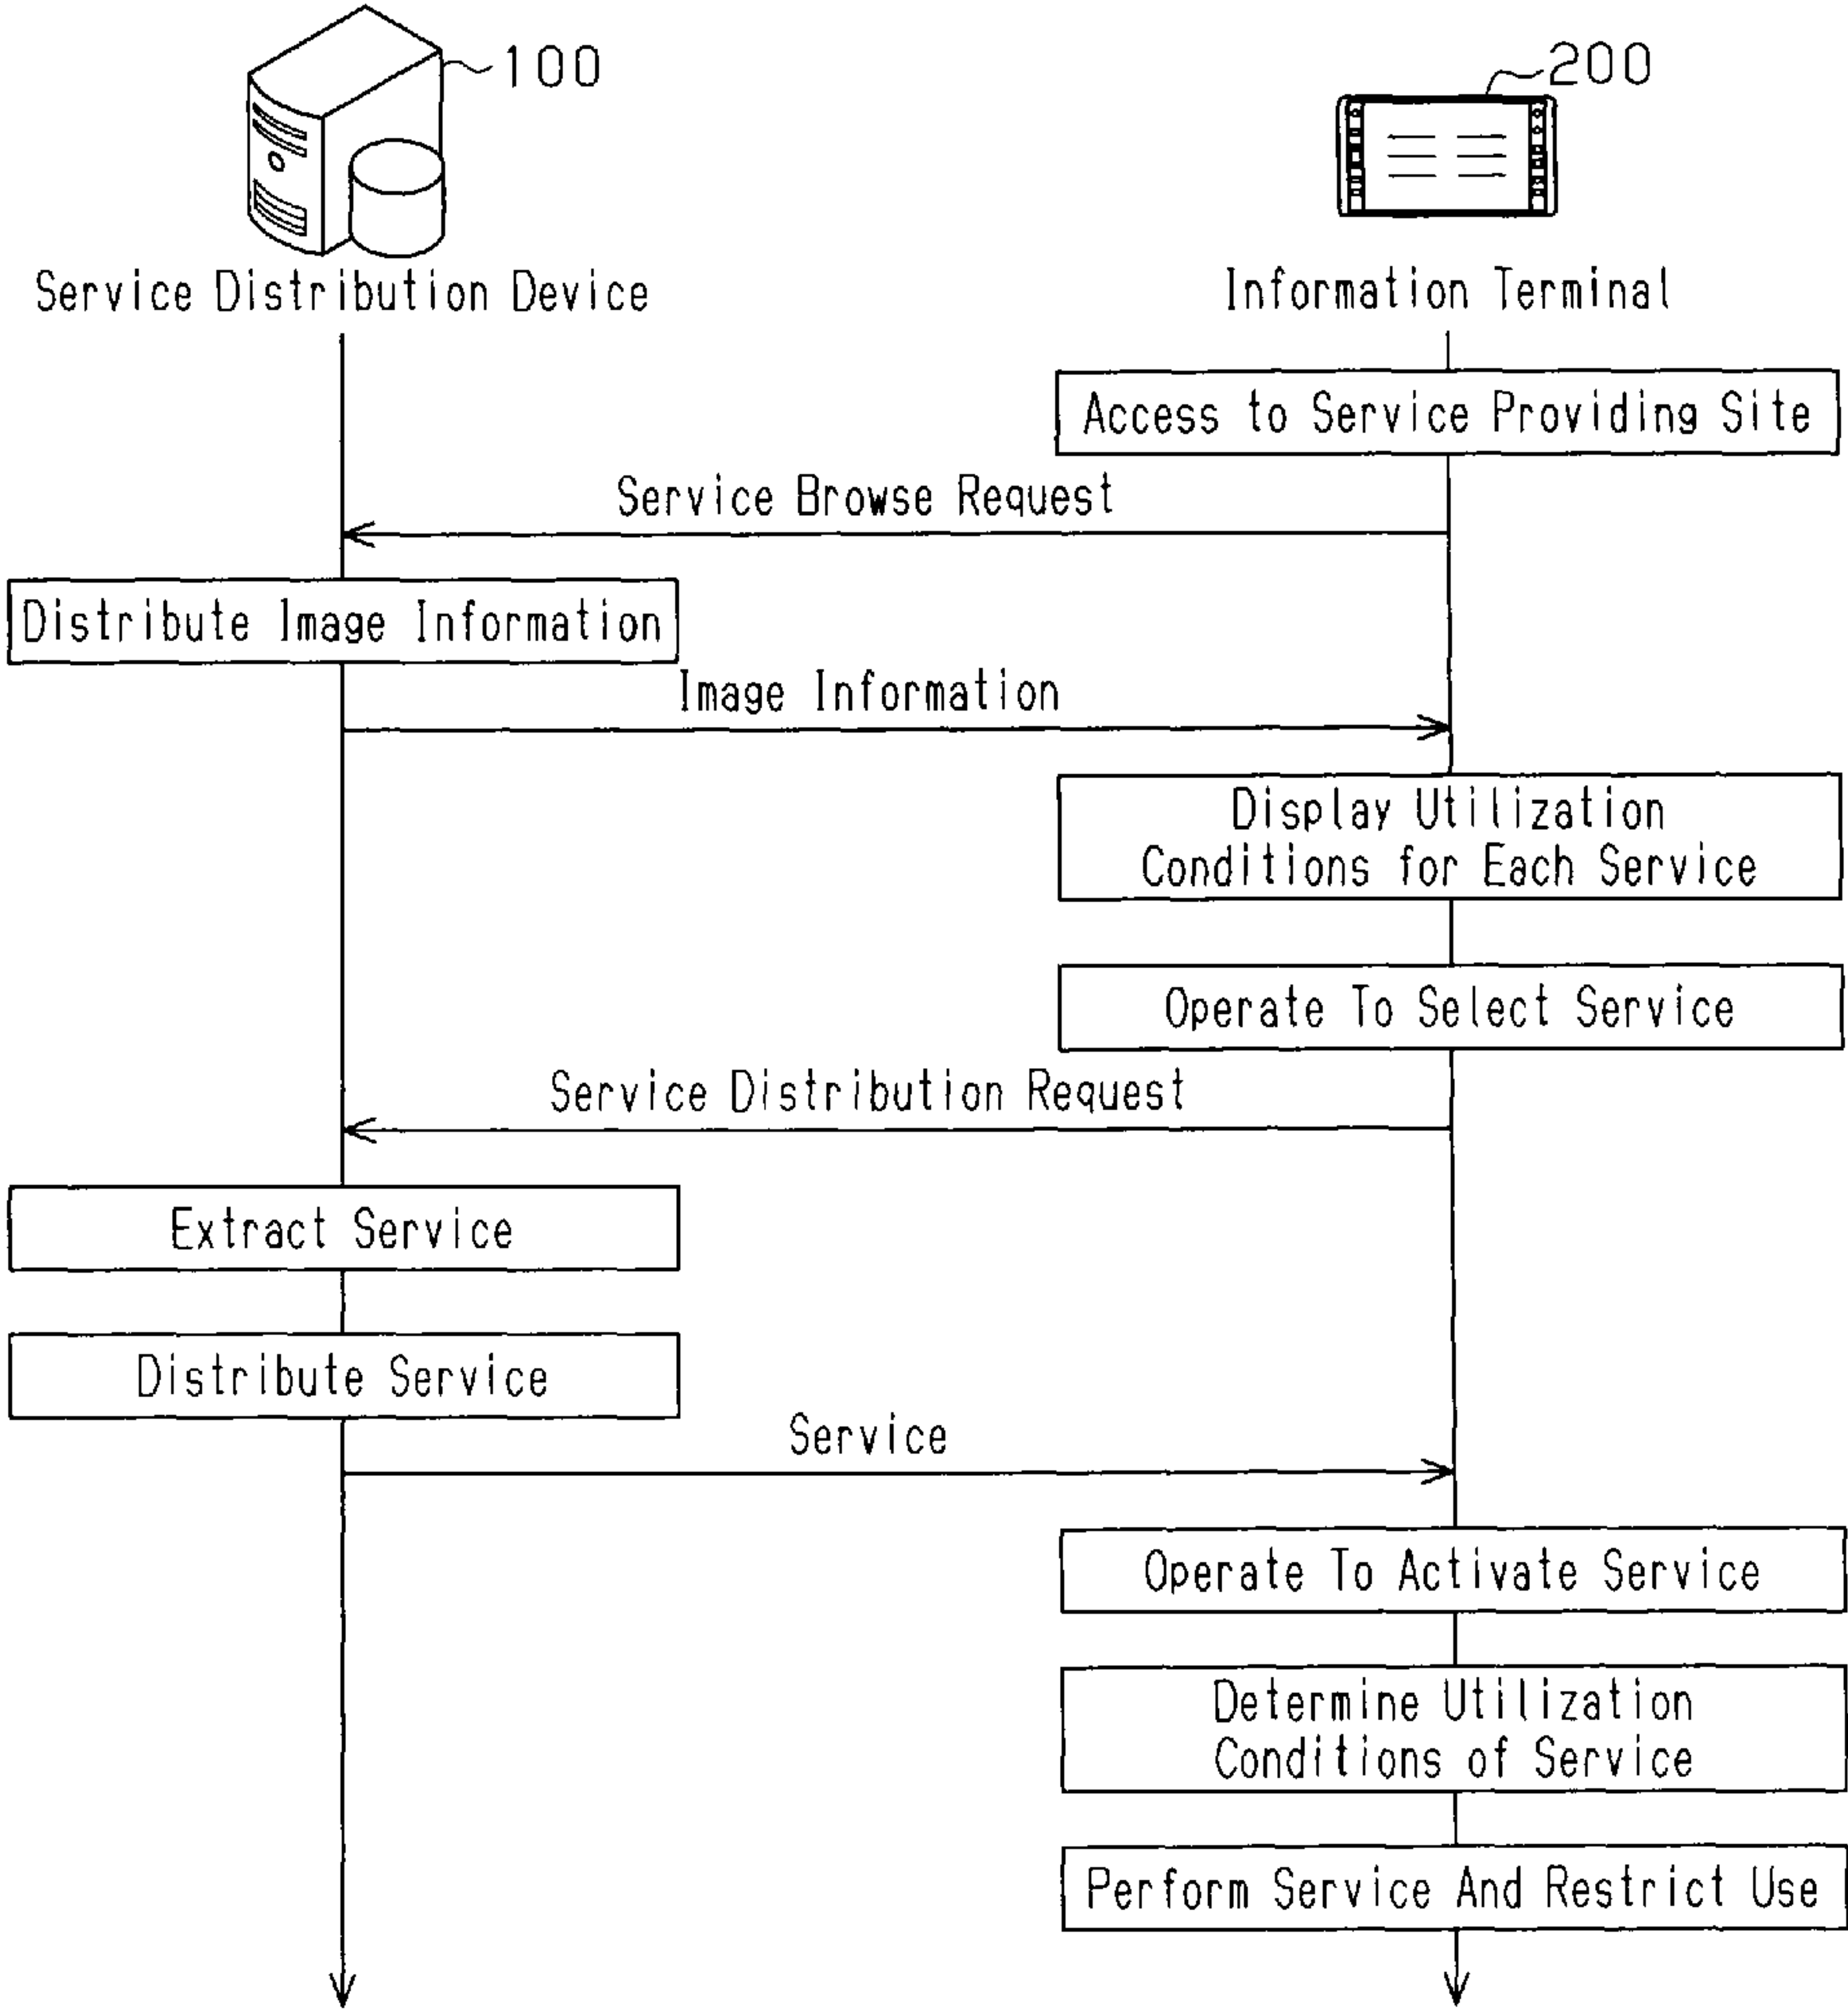 100
200
Service Distribution Device
Information Terminal
Access to Service Providing Site
Service Browse Request
Distribute Image Information
Image Information
Display Utilization
Conditions for Each Service
Operate To Select Service
Service Distribution Request
Extract Service
Distribute Service
Service
Operate To Activate Service
Determine Utilization
Conditions of Service
Perform Service And Restrict Use